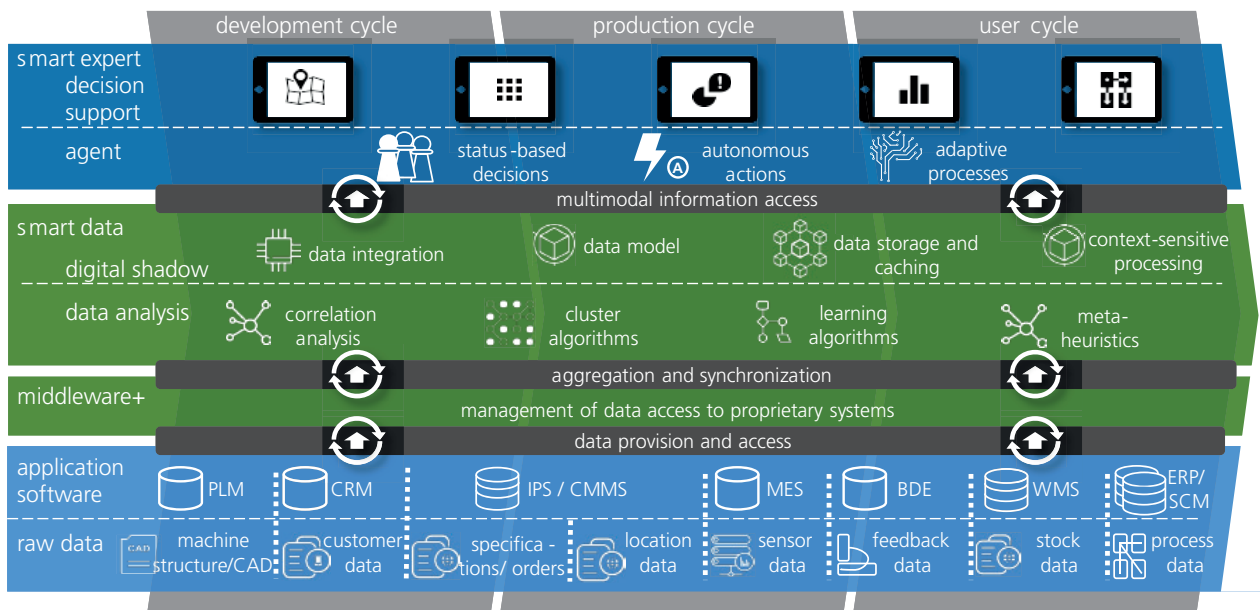 development cycle
production cycle
user cycle
smart expert
decision
support
agent
status-based
decisions
A
autonomous
actions
adaptive
processes
multimodal information access
smart data
digital shadow
data integration
data model
data storage and
caching
context-sensitive
processing
data analysis
correlation
analysis
cluster
algorithms
learning
algorithms
meta-
heuristics
aggregation and synchronization
middleware+
management of data access to proprietary systems
data provision and access
application
software
PLM
CRM
IPS / CMMS
MES
BDE
WMS
ERP/
SCM
raw data
CAD
machine
structure/CAD
customer
data
specifica -
tions/ orders
location
data
sensor
data
feedback
data
stock
data
process
data